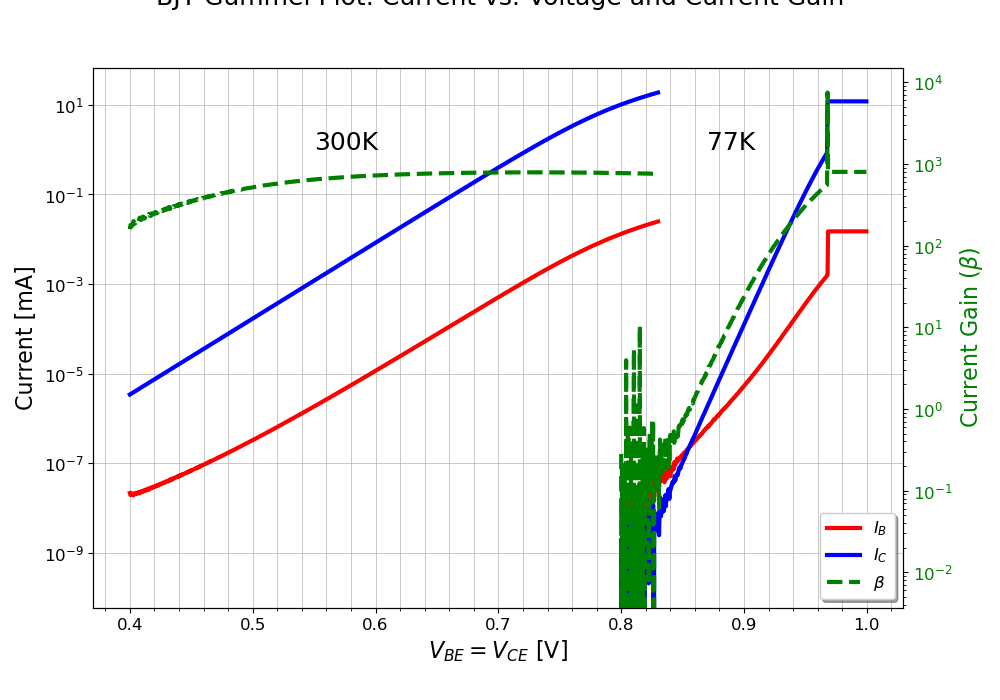 BJT Gummel Plot: Current vs. Voltage and Current Gain
300K
77K
Current [mA]
10^1
10^-1
10^-3
10^-5
10^-7
10^-9
10^4
10^3
10^2
10^1
10^0
10^-1
10^-2
Current Gain (β)
I_B
I_C
β
0.4 0.5 0.6 0.7 0.8 0.9 1.0
V_BE = V_CE [V]